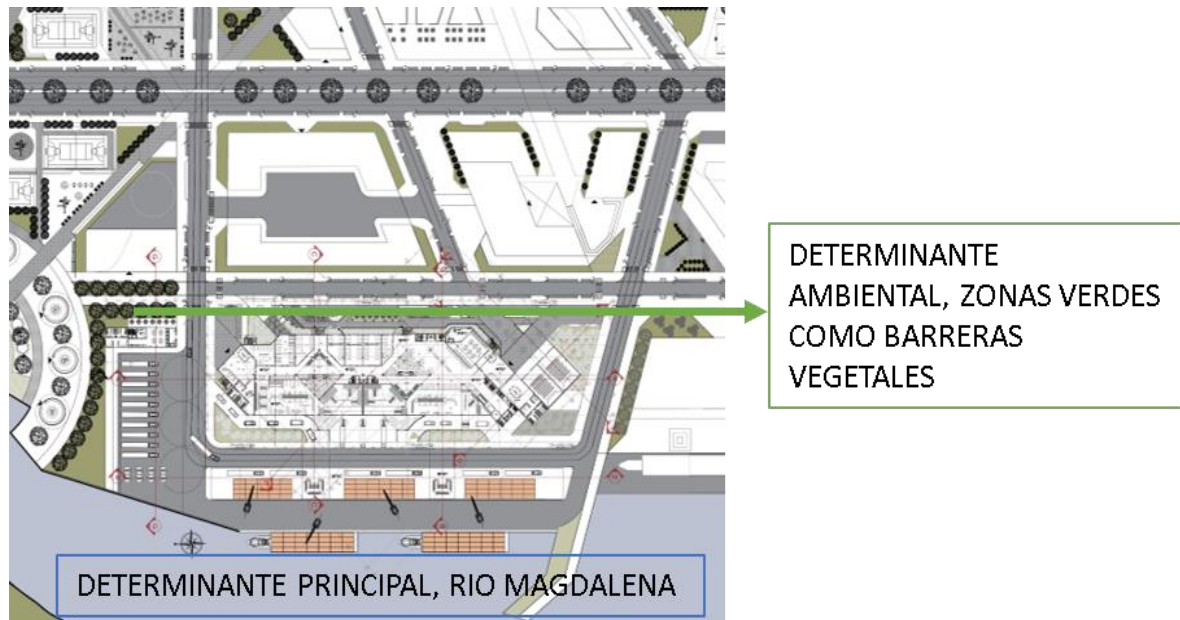 DETERMINANTE
AMBIENTAL, ZONAS VERDES
COMO BARRERAS
VEGETALES
DETERMINANTE PRINCIPAL, RIO MAGDALENA